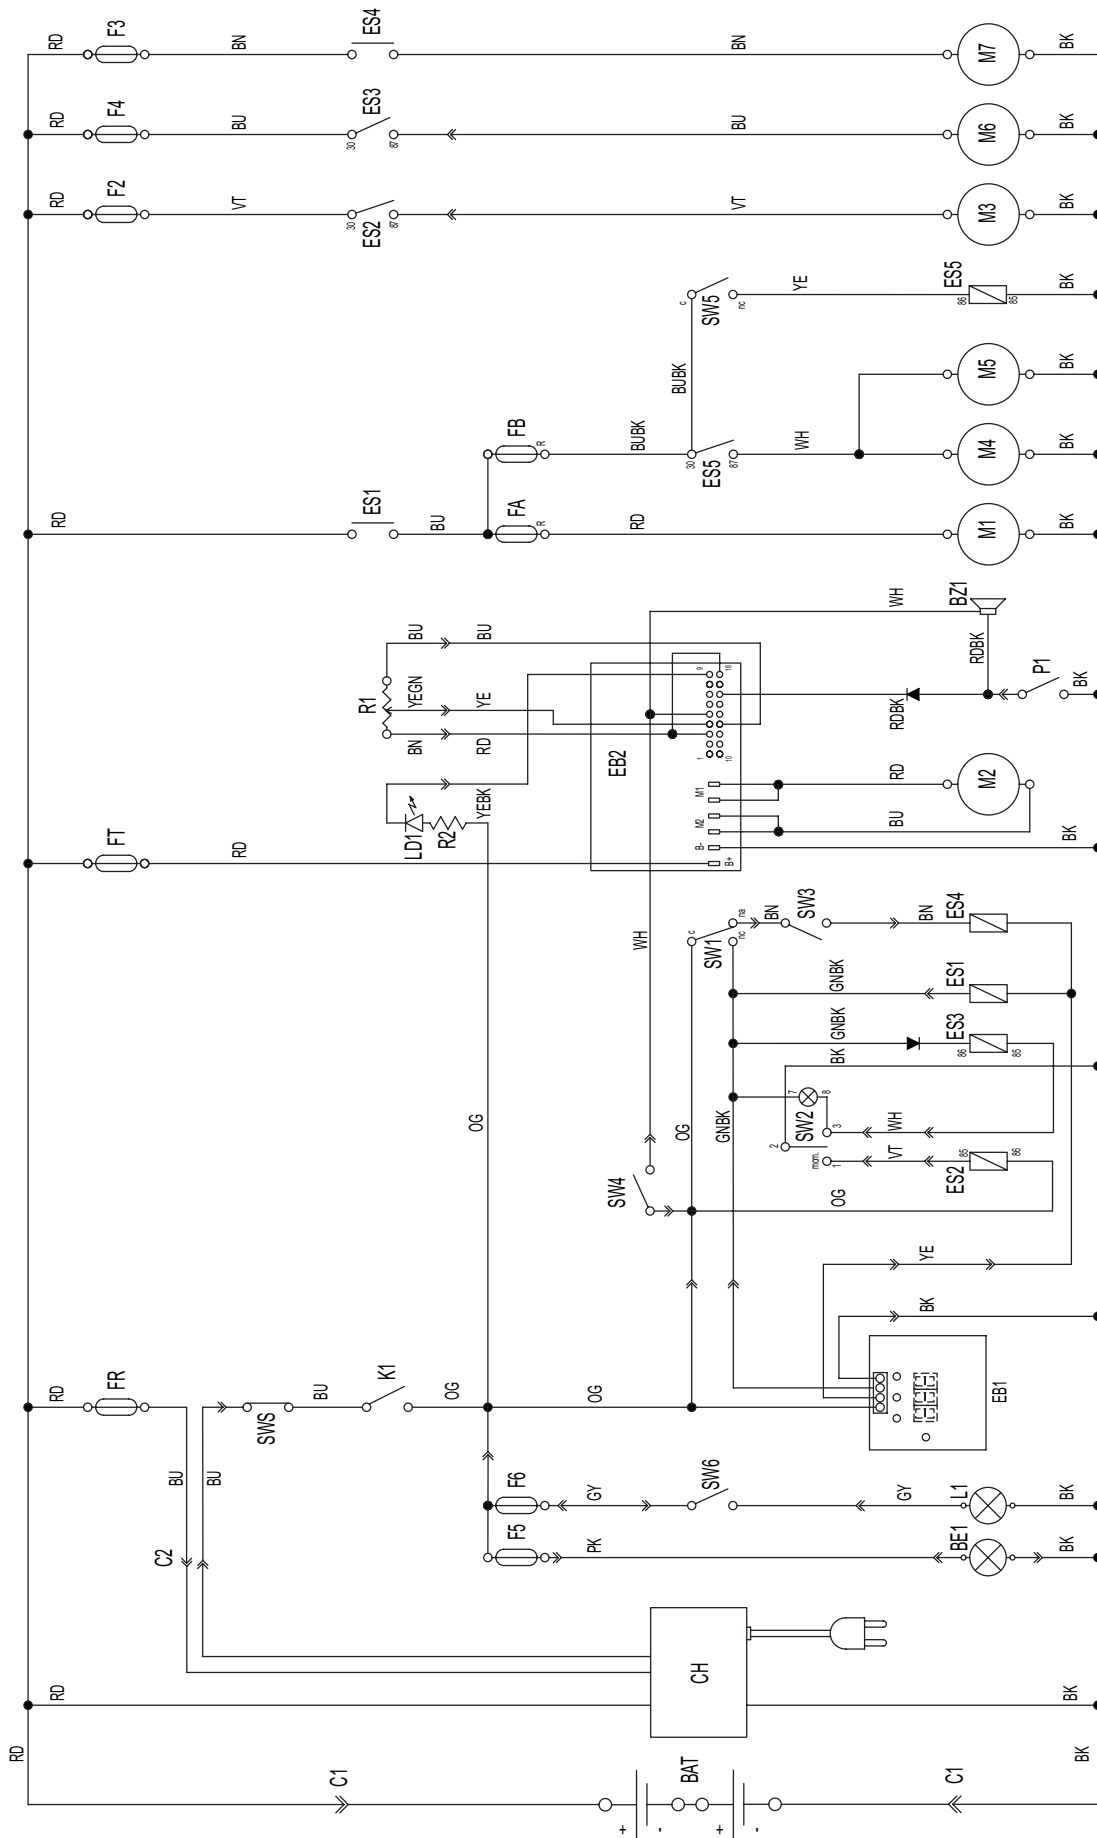 RD F3 BN ES4 BN M7 BK
RD F4 BU ES3 30 87 BU M6 BK
RD F2 VT ES2 30 87 VT M3 BK
c SW5 nc YE ES5 86 85 BK
BUBK
M5 BK
FB R BUBK 30 ES5 87 WH M4 BK
RD ES1 BU FA R RD M1 BK
WH BZ1
RDBK
BU BU
R1 YEGN YE
BN RD
9 18
1 10
EB2
RDBK P1 BK
M1 RD M2
M2 BU
B- BK
B+
LD1 R2 YEBK
FT RD
WH
c SW1 na nc BN SW3 BN ES4
GNBK ES1
GNBK 86 ES3 85
BK
OG
GNBK
7 8
SW2 2 3 WH
mom. 1 VT 85 ES2 86
OG
OG
SW4
YE
BK
RD FR BU SWS BU K1 OG OG
BU
C2
EB1
F6 GY SW6 GY L1 BK
F5 PK BE1 BK
CH
RD BK
RD C1 BAT C1 BK
+ - + -